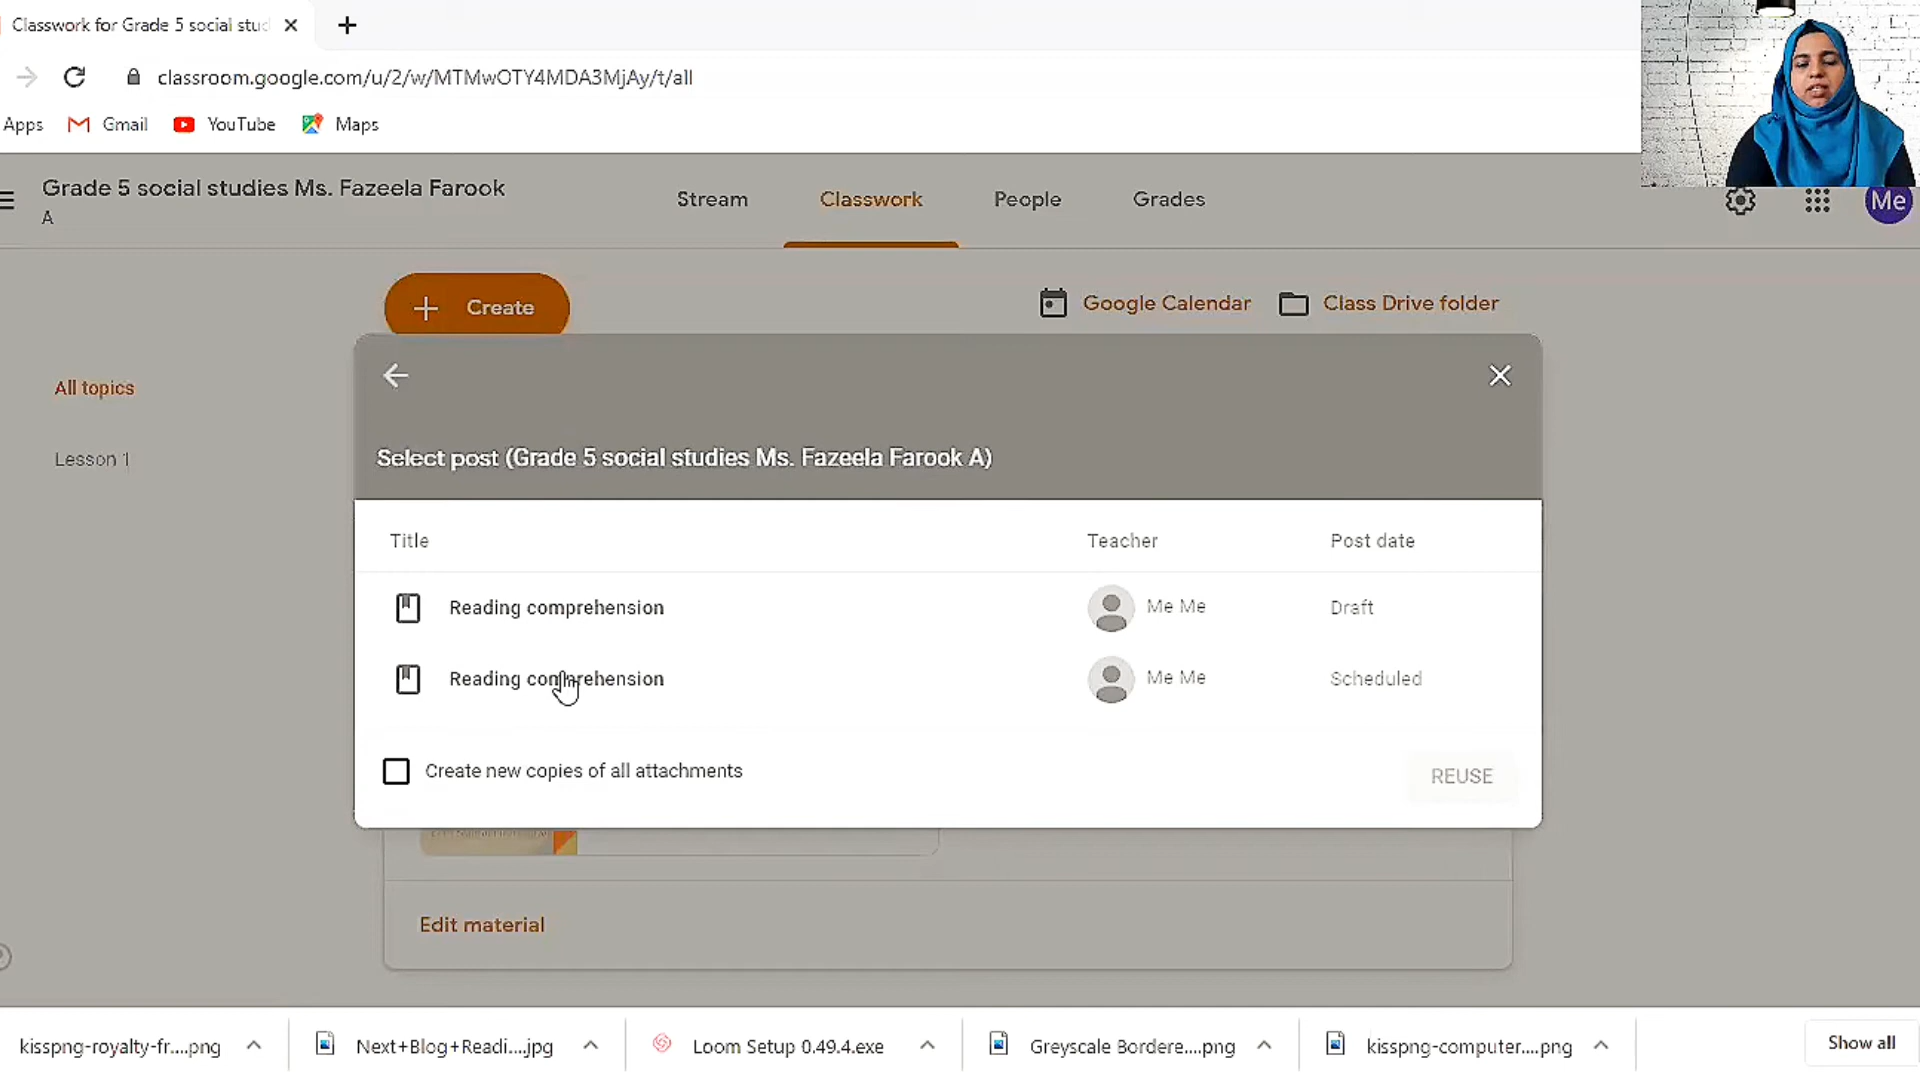 Classwork for Grade 5 social stu
classroom.google.com/u/2/w/MTMwOTY4MDA3MjAy/t/all
Apps Gmail YouTube Maps
Grade 5 social studies Ms. Fazeela Farook
A
Stream Classwork People Grades
Me
Create
Google Calendar Class Drive folder
All topics
Lesson 1
Select post (Grade 5 social studies Ms. Fazeela Farook A)
Title Teacher Post date
Reading comprehension Me Me Draft
Reading comprehension Me Me Scheduled
Create new copies of all attachments
REUSE
Edit material
kisspng-royalty-fr....png Next+Blog+Readi....jpg Loom Setup 0.49.4.exe Greyscale Bordere....png kisspng-computer....png Show all